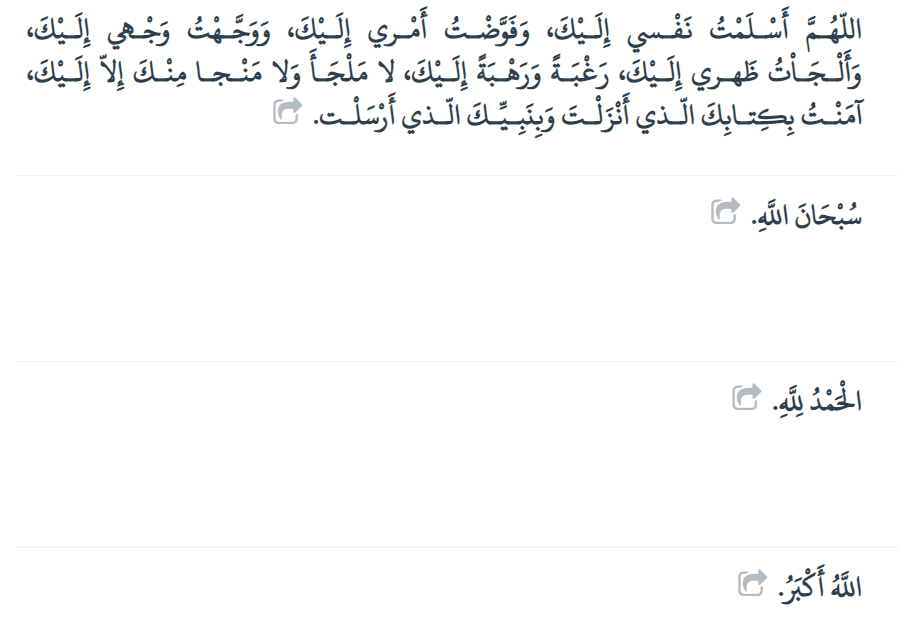 اللّهُـمَّ أَسْـلَمْتُ نَفْـسي إِلَـيْكَ، وَفَوَّضْـتُ أَمْـري إِلَـيْكَ، وَوَجَّـهْتُ وَجْـهي إِلَـيْكَ،
وَأَلْـجَـأْتُ ظَهـري إِلَـيْكَ، رَغْبَـةً وَرَهْـبَةً إِلَـيْكَ، لا مَلْجَـأَ وَلا مَنْـجـا مِنْـكَ إِلاّ إِلَـيْكَ،
آمَنْـتُ بِكِتـابِكَ الّـذي أَنْزَلْـتَ وَبِنَبِـيِّـكَ الّـذي أَرْسَلْـت.
سُبْحَانَ اللَّهِ.
الْحَمْدُ لِلَّهِ.
اللَّهُ أَكْبَرُ.